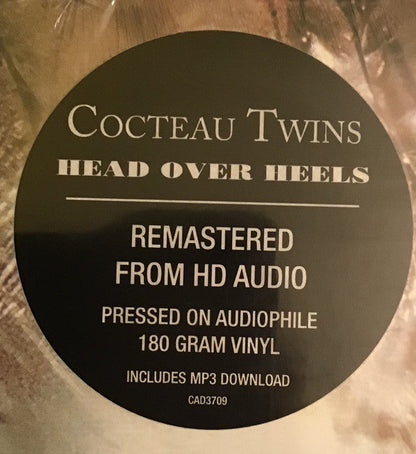 COCTEAU TWINS
HEAD OVER HEELS
REMASTERED
FROM HD AUDIO
PRESSED ON AUDIOPHILE
180 GRAM VINYL
INCLUDES MP3 DOWNLOAD
CAD3709